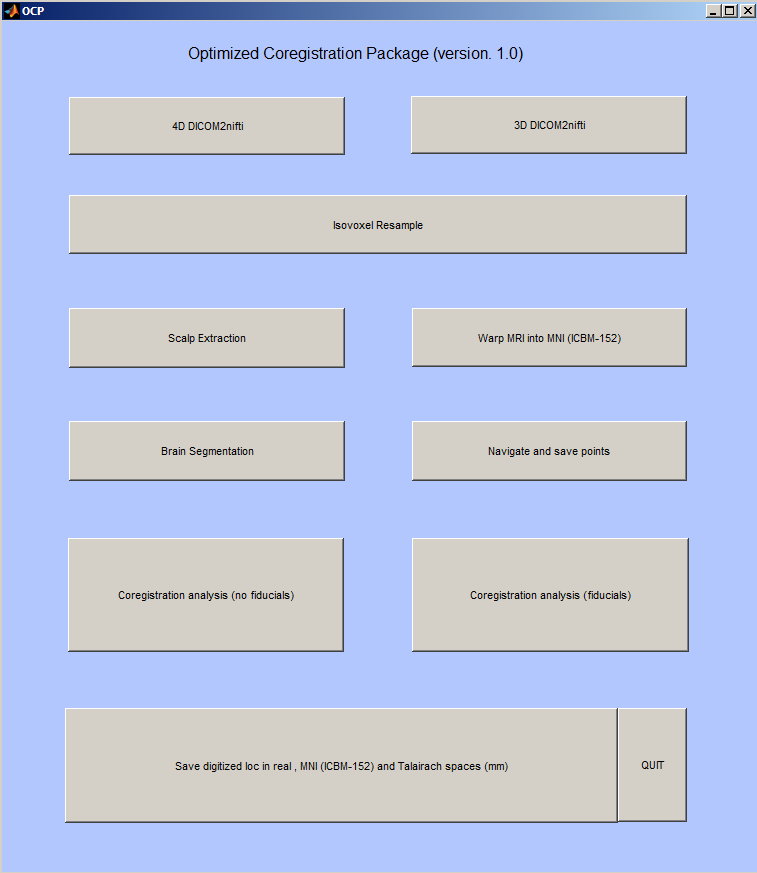 OCP
Optimized Coregistration Package (version. 1.0)
4D DICOM2nifti
3D DICOM2nifti
Isovoxel Resample
Scalp Extraction
Warp MRI into MNI (ICBM-152)
Brain Segmentation
Navigate and save points
Coregistration analysis (no fiducials)
Coregistration analysis (fiducials)
Save digitized loc in real , MNI (ICBM-152) and Talairach spaces (mm)
QUIT